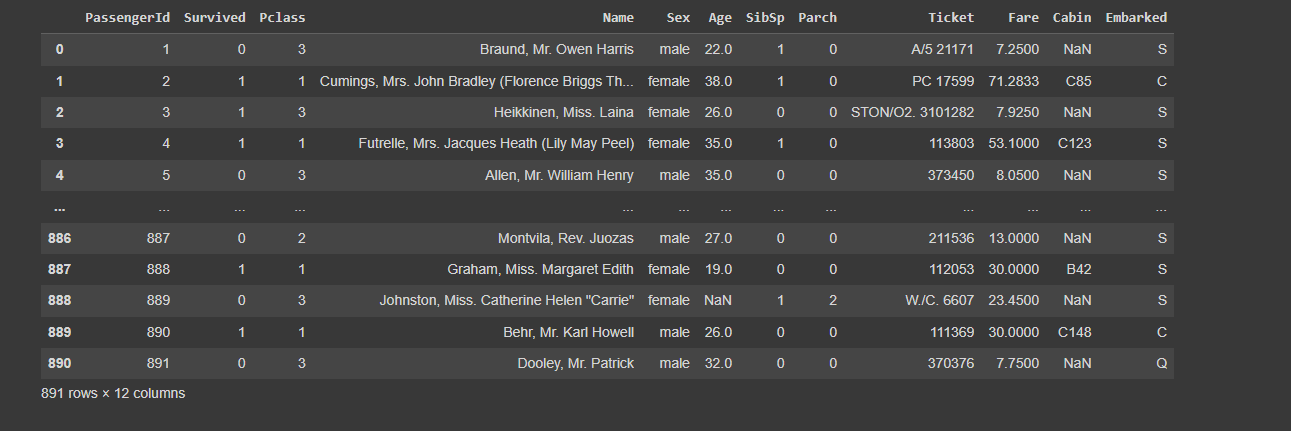 PassengerId Survived Pclass Name Sex Age SibSp Parch Ticket Fare Cabin Embarked
0 1 0 3 Braund, Mr. Owen Harris male 22.0 1 0 A/5 21171 7.2500 NaN S
1 2 1 1 Cumings, Mrs. John Bradley (Florence Briggs Th... female 38.0 1 0 PC 17599 71.2833 C85 C
2 3 1 3 Heikkinen, Miss. Laina female 26.0 0 0 STON/O2. 3101282 7.9250 NaN S
3 4 1 1 Futrelle, Mrs. Jacques Heath (Lily May Peel) female 35.0 1 0 113803 53.1000 C123 S
4 5 0 3 Allen, Mr. William Henry male 35.0 0 0 373450 8.0500 NaN S
... ... ... ... ... ... ... ... ... ... ... ... ...
886 887 0 2 Montvila, Rev. Juozas male 27.0 0 0 211536 13.0000 NaN S
887 888 1 1 Graham, Miss. Margaret Edith female 19.0 0 0 112053 30.0000 B42 S
888 889 0 3 Johnston, Miss. Catherine Helen "Carrie" female NaN 1 2 W./C. 6607 23.4500 NaN S
889 890 1 1 Behr, Mr. Karl Howell male 26.0 0 0 111369 30.0000 C148 C
890 891 0 3 Dooley, Mr. Patrick male 32.0 0 0 370376 7.7500 NaN Q
891 rows × 12 columns